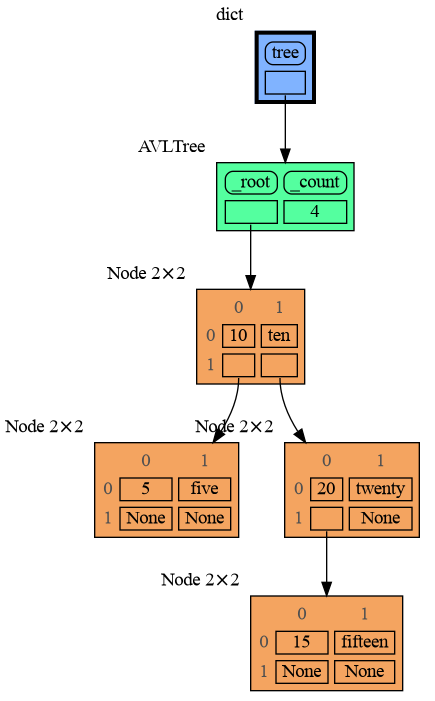 dict
tree
AVLTree
_root _count
4
Node 2×2
0 1
0 10 ten
1
Node 2×2 Node 2×2
0 1 0 1
0 5 five 0 20 twenty
1 None None 1 None
Node 2×2
0 1
0 15 fifteen
1 None None